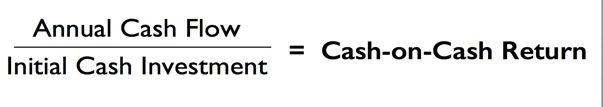 Annual Cash Flow
Initial Cash Investment
= Cash-on-Cash Return